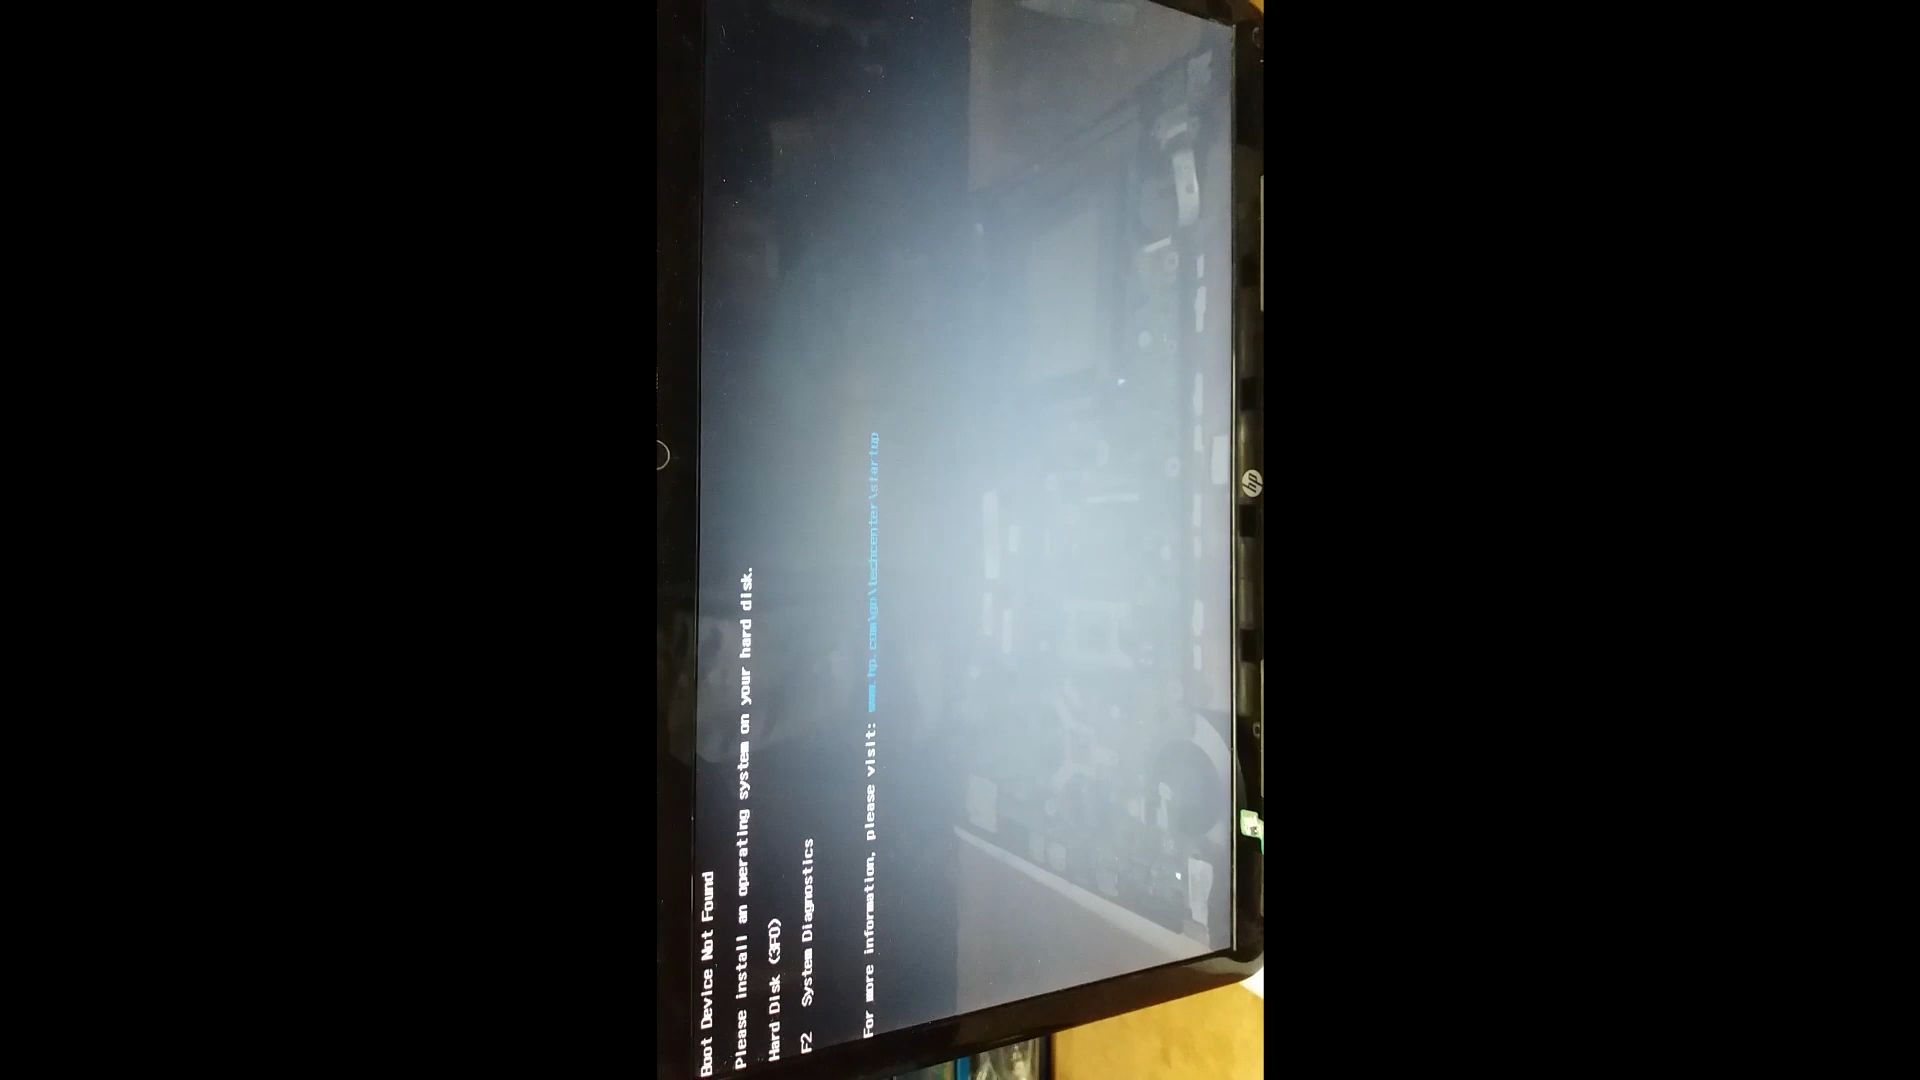 Boot Device Not Found
Please install an operating system on your hard disk.
Hard Disk (3F0)
F2 System Diagnostics
For more information, please visit: www.hp.com\go\techcenter\startup
hp